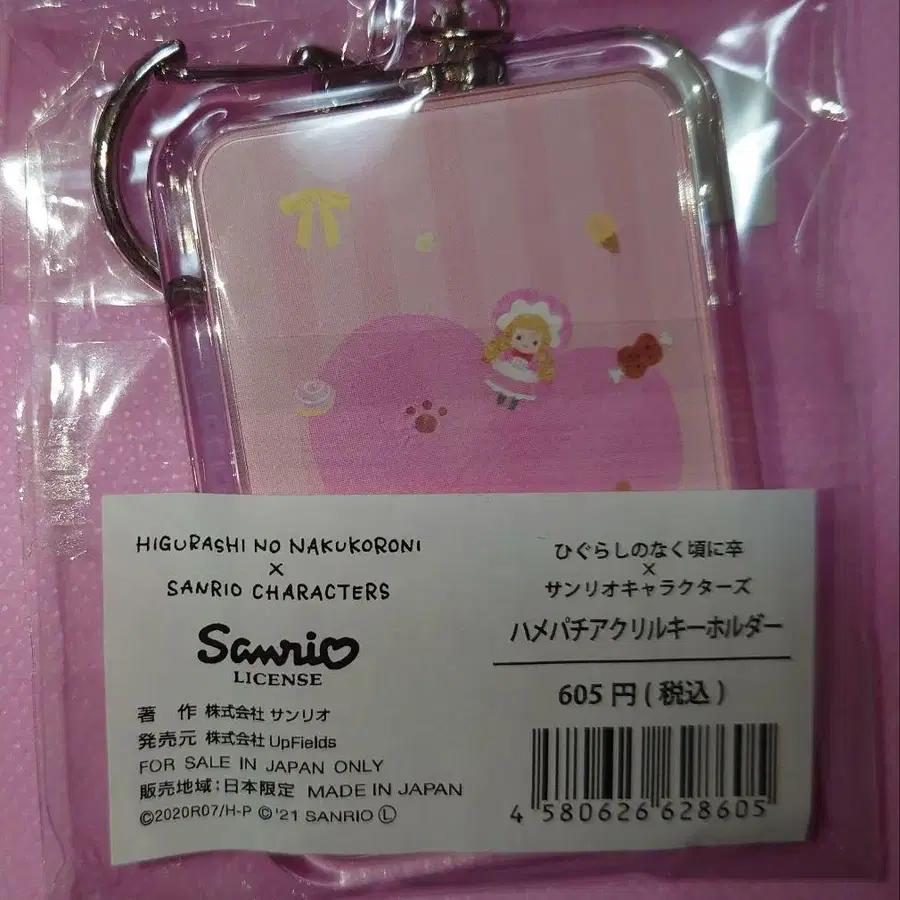 HIGURASHI NO NAKUKORONI
×
SANRIO CHARACTERS
Sanrio
LICENSE
著 作 株式会社 サンリオ
発売元 株式会社 UpFields
FOR SALE IN JAPAN ONLY
販売地域:日本限定 MADE IN JAPAN
©2020R07/H-P ©'21 SANRIO Ⓛ
ひぐらしのなく頃に卒
×
サンリオキャラクターズ
ハメパチアクリルキーホルダー
605 円 ( 税込 )
4 580626 628605